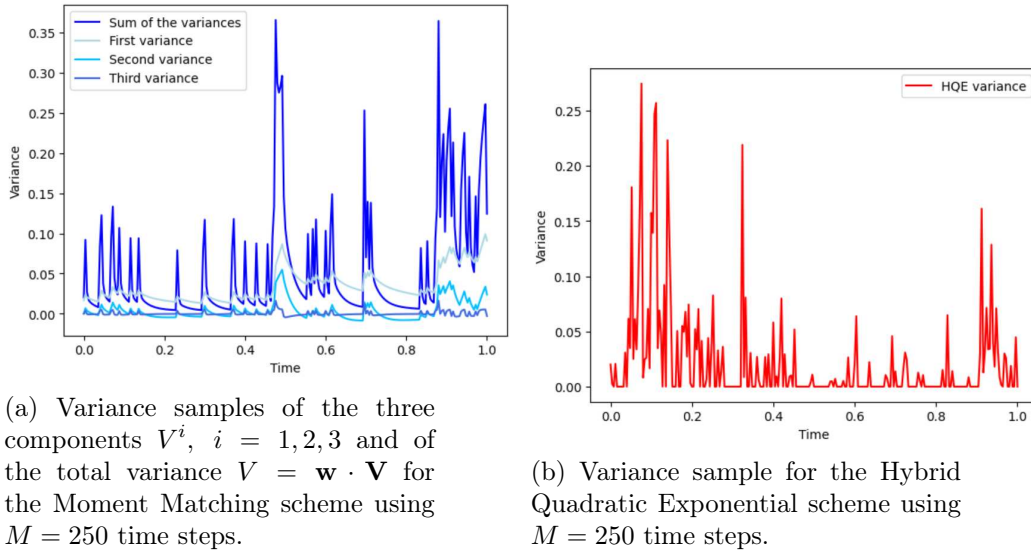 Sum of the variances
First variance
Second variance
Third variance
0.35
0.30
0.25
0.20
0.15
0.10
0.05
0.00
Variance
0.0 0.2 0.4 0.6 0.8 1.0
Time
(a) Variance samples of the three
components V^i, i = 1, 2, 3 and of
the total variance V = w · V for
the Moment Matching scheme using
M = 250 time steps.
HQE variance
0.25
0.20
0.15
0.10
0.05
0.00
Variance
0.0 0.2 0.4 0.6 0.8 1.0
Time
(b) Variance sample for the Hybrid
Quadratic Exponential scheme using
M = 250 time steps.